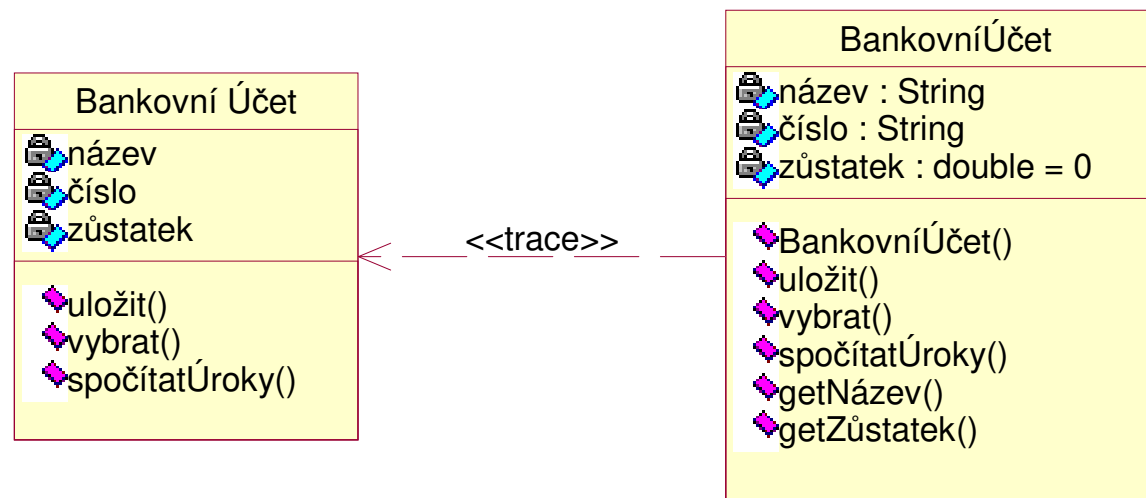 Bankovní Účet
název
číslo
zůstatek
uložit()
vybrat()
spočítatÚroky()
<<trace>>
BankovníÚčet
název : String
číslo : String
zůstatek : double = 0
BankovníÚčet()
uložit()
vybrat()
spočítatÚroky()
getNázev()
getZůstatek()